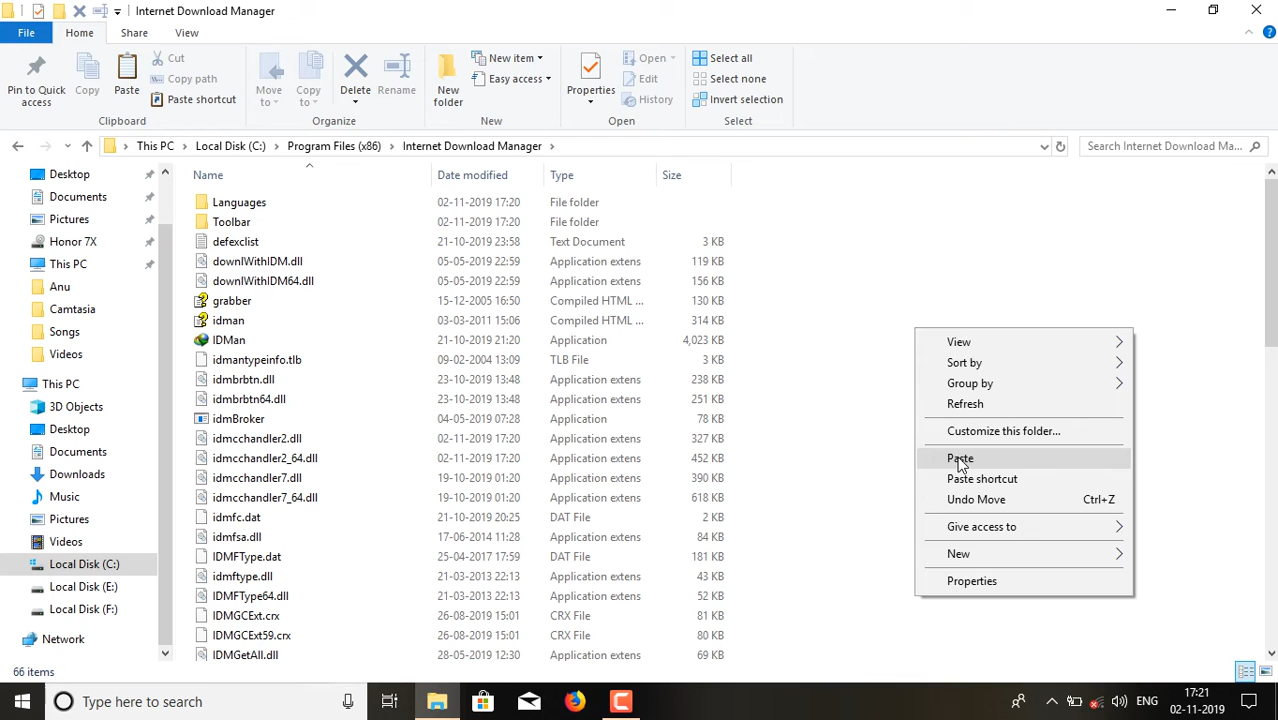 Internet Download Manager
File Home Share View
Pin to Quick access
Copy
Paste
Cut
Copy path
Paste shortcut
Clipboard
Move to
Copy to
Delete
Rename
Organize
New folder
New item
Easy access
New
Properties
Open
Edit
History
Open
Select all
Select none
Invert selection
Select
This PC Local Disk (C:) Program Files (x86) Internet Download Manager
Search Internet Download Ma...
Desktop
Documents
Pictures
Honor 7X
This PC
Anu
Camtasia
Songs
Videos
This PC
3D Objects
Desktop
Documents
Downloads
Music
Pictures
Videos
Local Disk (C:)
Local Disk (E:)
Local Disk (F:)
Network
Name Date modified Type Size
Languages 02-11-2019 17:20 File folder
Toolbar 02-11-2019 17:20 File folder
defexclist 21-10-2019 23:58 Text Document 3 KB
downlWithIDM.dll 05-05-2019 22:59 Application extens 119 KB
downlWithIDM64.dll 05-05-2019 22:59 Application extens 156 KB
grabber 15-12-2005 16:50 Compiled HTML ... 130 KB
idman 03-03-2011 15:06 Compiled HTML ... 314 KB
IDMan 21-10-2019 21:20 Application 4,023 KB
idmantypeinfo.tlb 09-02-2004 13:09 TLB File 3 KB
idmbrbtn.dll 23-10-2019 13:48 Application extens 238 KB
idmbrbtn64.dll 23-10-2019 13:48 Application extens 251 KB
idmBroker 04-05-2019 07:28 Application 78 KB
idmcchandler2.dll 02-11-2019 17:20 Application extens 327 KB
idmcchandler2_64.dll 02-11-2019 17:20 Application extens 452 KB
idmcchandler7.dll 19-10-2019 01:20 Application extens 390 KB
idmcchandler7_64.dll 19-10-2019 01:20 Application extens 618 KB
idmfc.dat 21-10-2019 20:25 DAT File 2 KB
idmfsa.dll 17-06-2014 11:28 Application extens 84 KB
IDMFType.dat 25-04-2017 17:59 DAT File 181 KB
idmftype.dll 21-03-2013 22:13 Application extens 43 KB
IDMFType64.dll 21-03-2013 22:13 Application extens 52 KB
IDMGCExt.crx 26-08-2019 15:01 CRX File 81 KB
IDMGCExt59.crx 26-08-2019 15:01 CRX File 80 KB
IDMGetAll.dll 28-05-2019 12:30 Application extens 69 KB
View
Sort by
Group by
Refresh
Customize this folder...
Paste
Paste shortcut
Undo Move Ctrl+Z
Give access to
New
Properties
66 items
Type here to search
ENG
17:21
02-11-2019